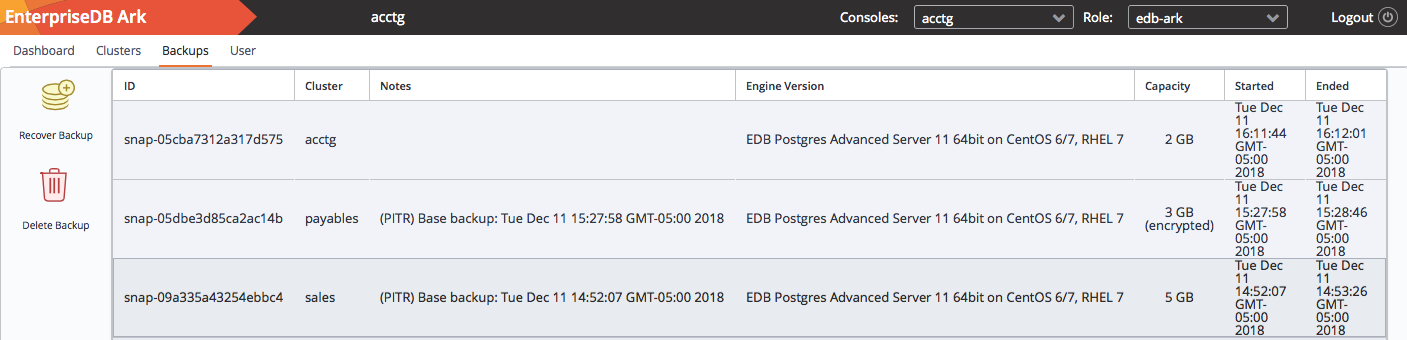 EnterpriseDB Ark acctg Consoles: acctg Role: edb-ark Logout
Dashboard Clusters Backups User
Recover Backup
Delete Backup
ID Cluster Notes Engine Version Capacity Started Ended
snap-05cba7312a317d575 acctg EDB Postgres Advanced Server 11 64bit on CentOS 6/7, RHEL 7 2 GB
Tue Dec
11
16:11:44
GMT-
05:00
2018
Tue Dec
11
16:12:01
GMT-
05:00
2018
snap-05dbe3d85ca2ac14b payables (PITR) Base backup: Tue Dec 11 15:27:58 GMT-05:00 2018 EDB Postgres Advanced Server 11 64bit on CentOS 6/7, RHEL 7
3 GB
(encrypted)
Tue Dec
11
15:27:58
GMT-
05:00
2018
Tue Dec
11
15:28:46
GMT-
05:00
2018
snap-09a335a43254ebbc4 sales (PITR) Base backup: Tue Dec 11 14:52:07 GMT-05:00 2018 EDB Postgres Advanced Server 11 64bit on CentOS 6/7, RHEL 7 5 GB
Tue Dec
11
14:52:07
GMT-
05:00
2018
Tue Dec
11
14:53:26
GMT-
05:00
2018